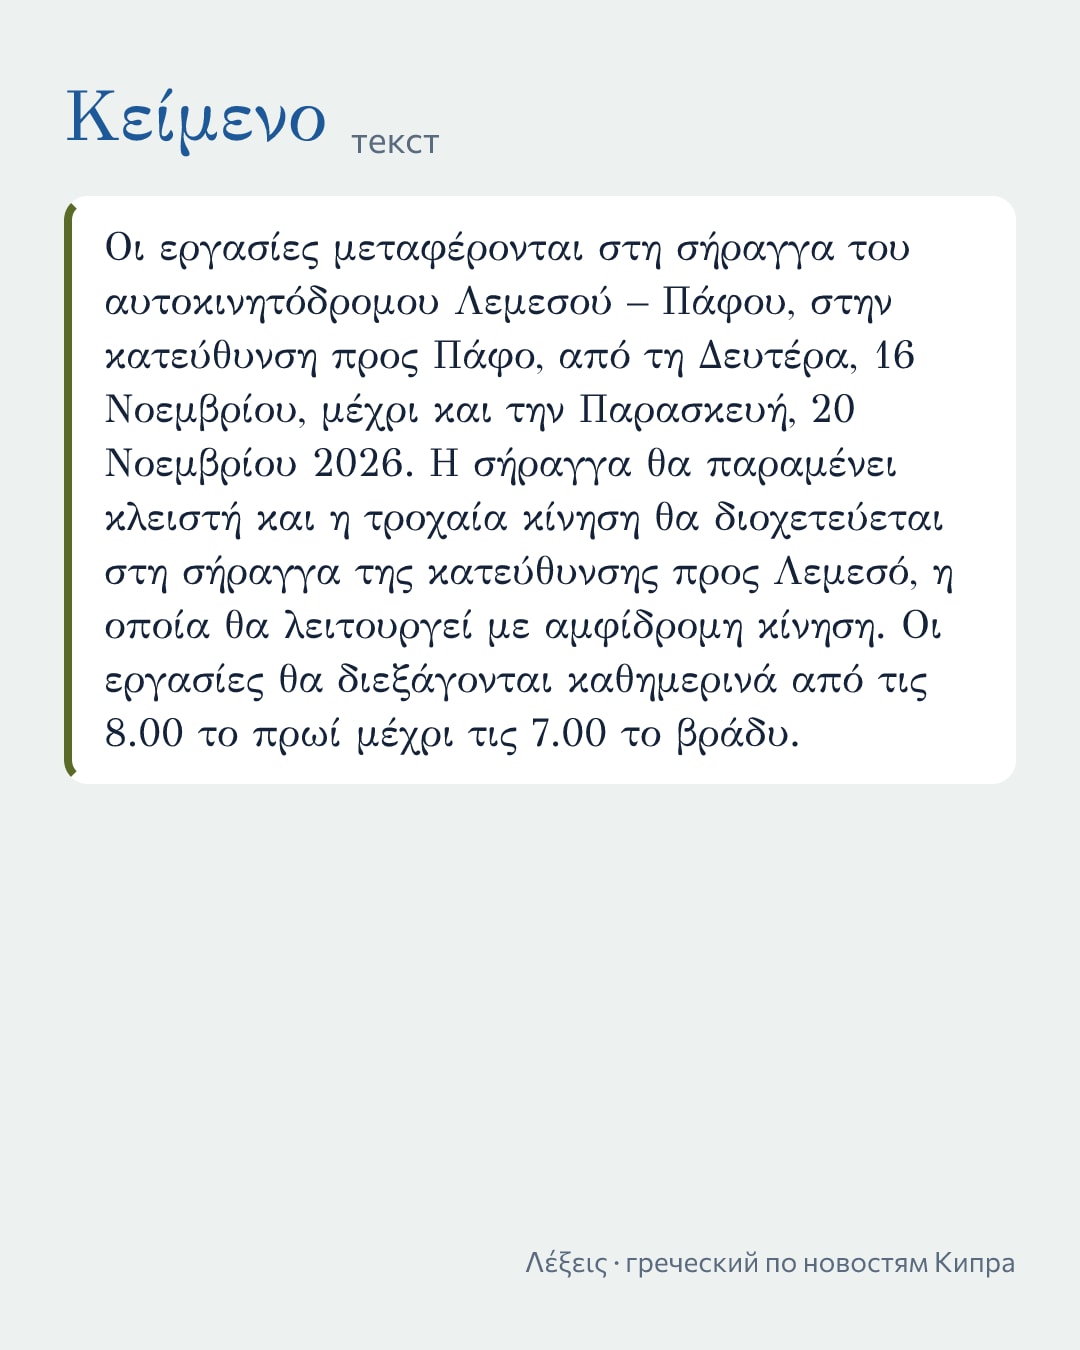 Κείμενο текст
Οι εργασίες μεταφέρονται στη σήραγγα του
αυτοκινητόδρομου Λεμεσού – Πάφου, στην
κατεύθυνση προς Πάφο, από τη Δευτέρα, 16
Νοεμβρίου, μέχρι και την Παρασκευή, 20
Νοεμβρίου 2026. Η σήραγγα θα παραμένει
κλειστή και η τροχαία κίνηση θα διοχετεύεται
στη σήραγγα της κατεύθυνσης προς Λεμεσό, η
οποία θα λειτουργεί με αμφίδρομη κίνηση. Οι
εργασίες θα διεξάγονται καθημερινά από τις
8.00 το πρωί μέχρι τις 7.00 το βράδυ.
Λέξεις · греческий по новостям Кипра